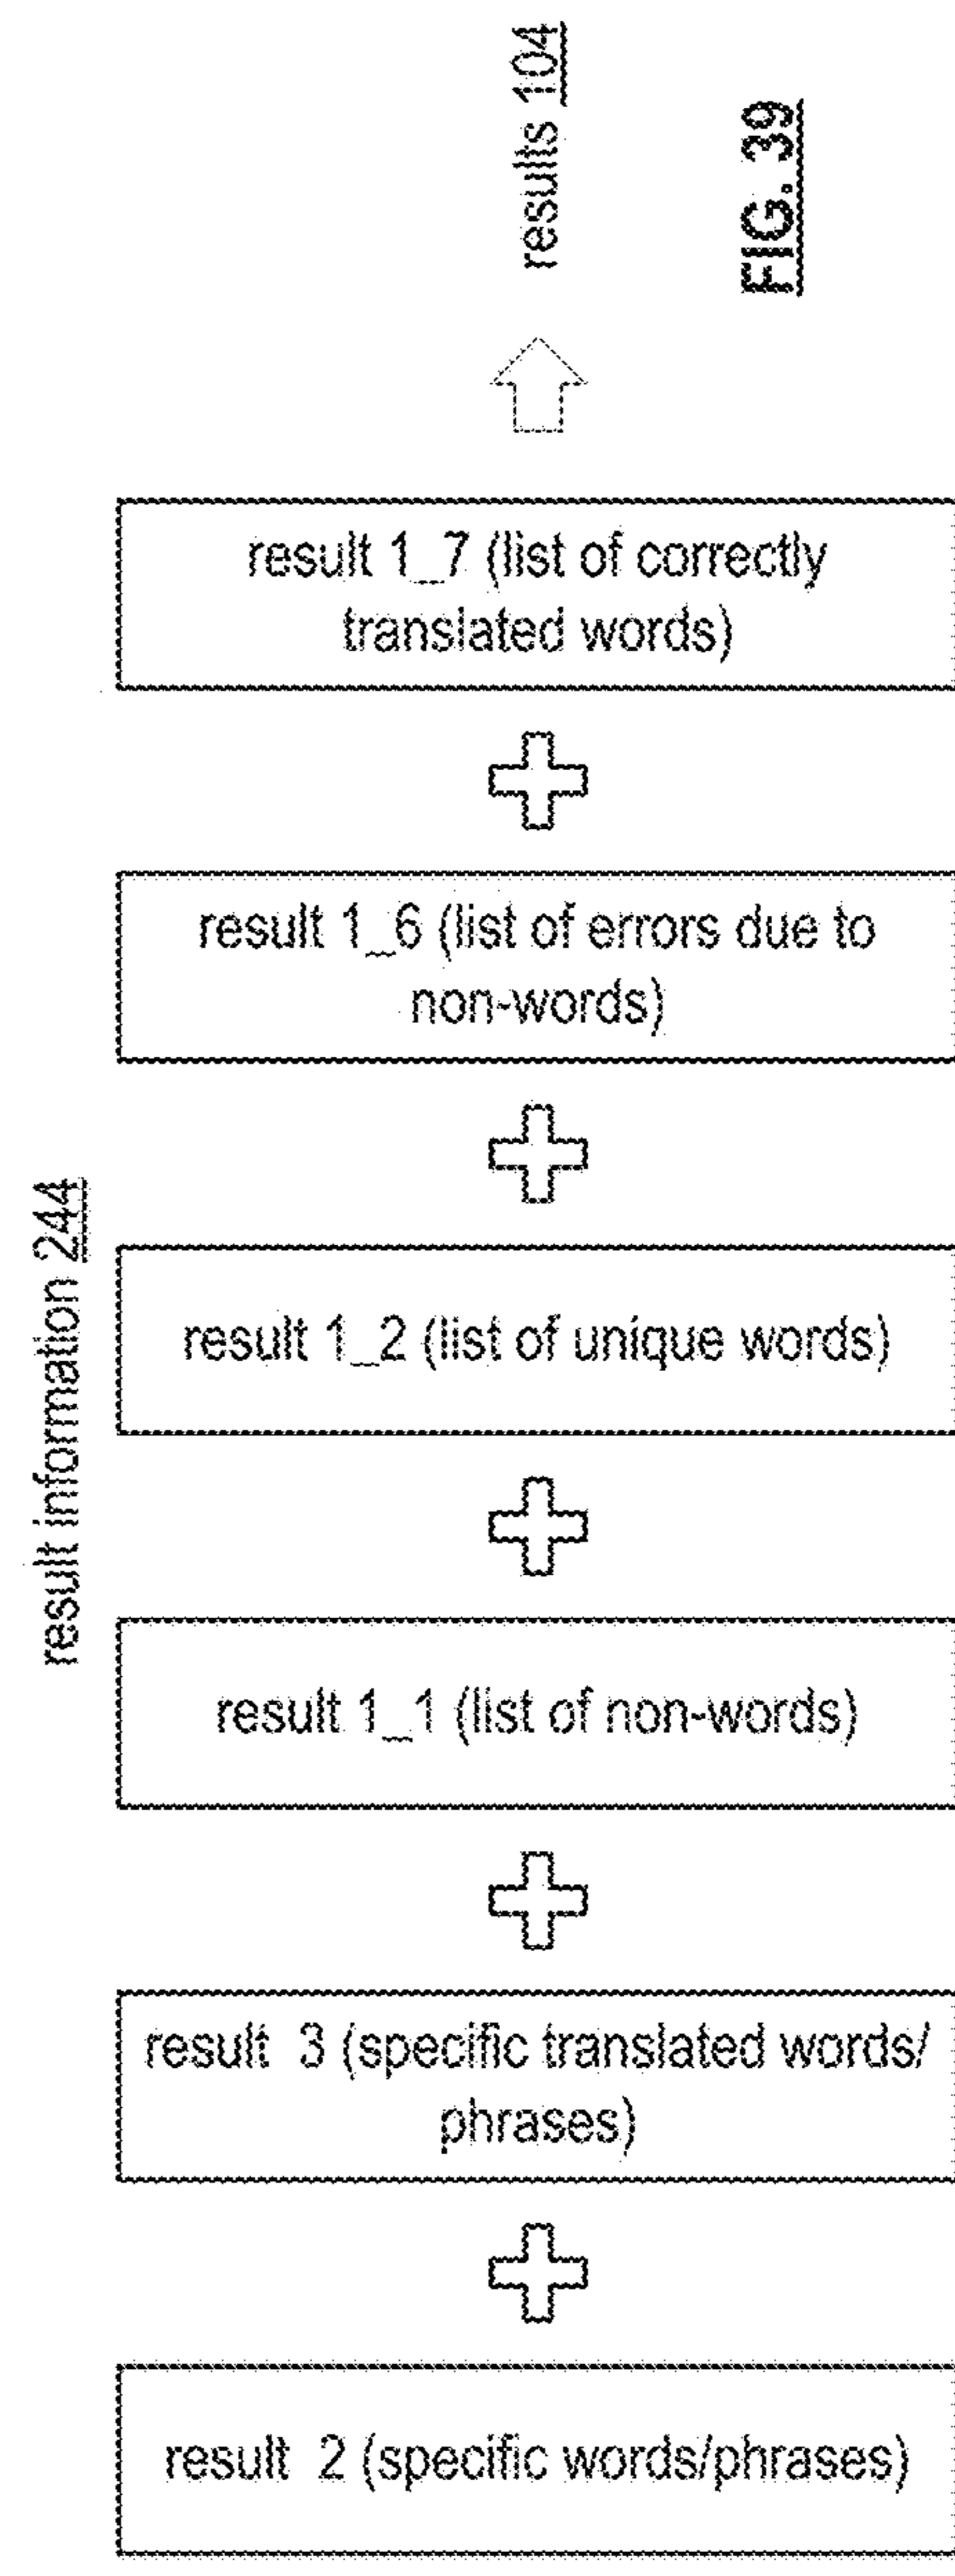 results 104
FIG. 39
result 1_7 (list of correctly
translated words)
result 1_6 (list of errors due to
non-words)
result information 244
result 1_2 (list of unique words)
result 1_1 (list of non-words)
result 3 (specific translated words/
phrases)
result 2 (specific words/phrases)